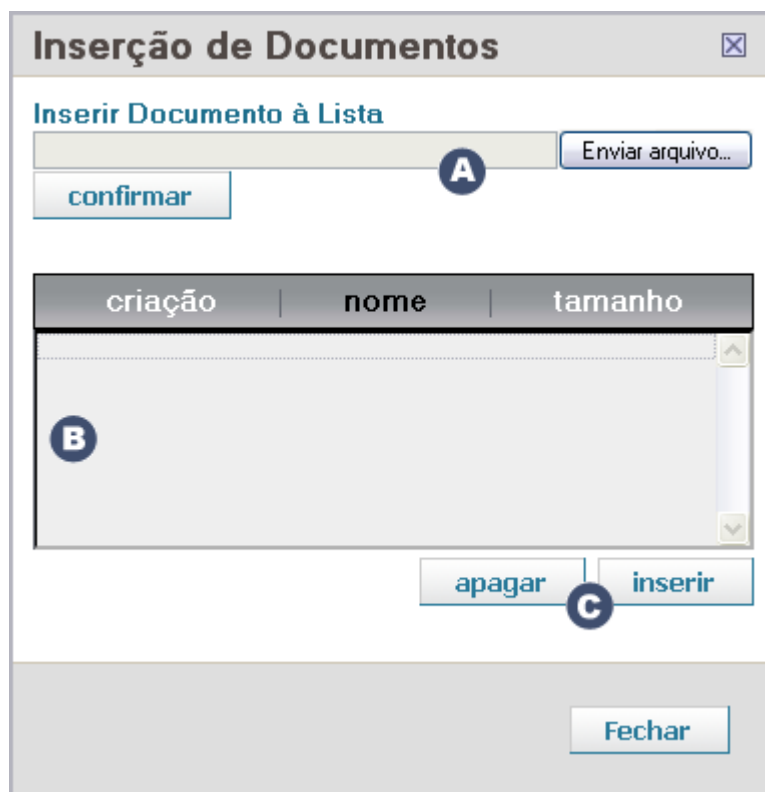 Inserção de Documentos
Inserir Documento à Lista
A
Enviar arquivo...
confirmar
criação | nome | tamanho
B
apagar C inserir
Fechar